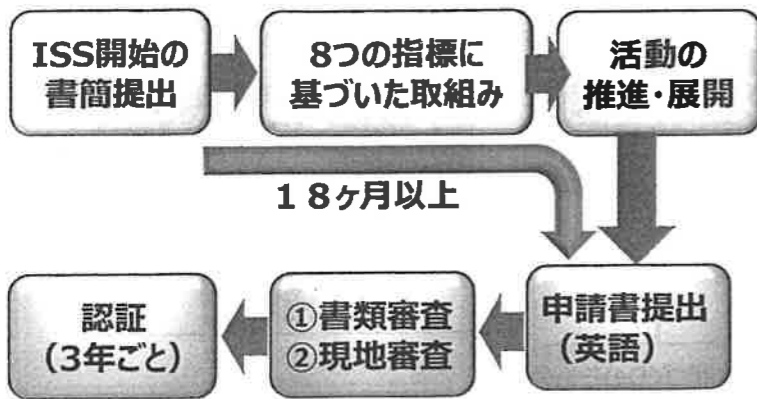 ISS開始の
書簡提出
8つの指標に
基づいた取組み
活動の
推進・展開
18ヶ月以上
申請書提出
(英語)
①書類審査
②現地審査
認証
(3年ごと)